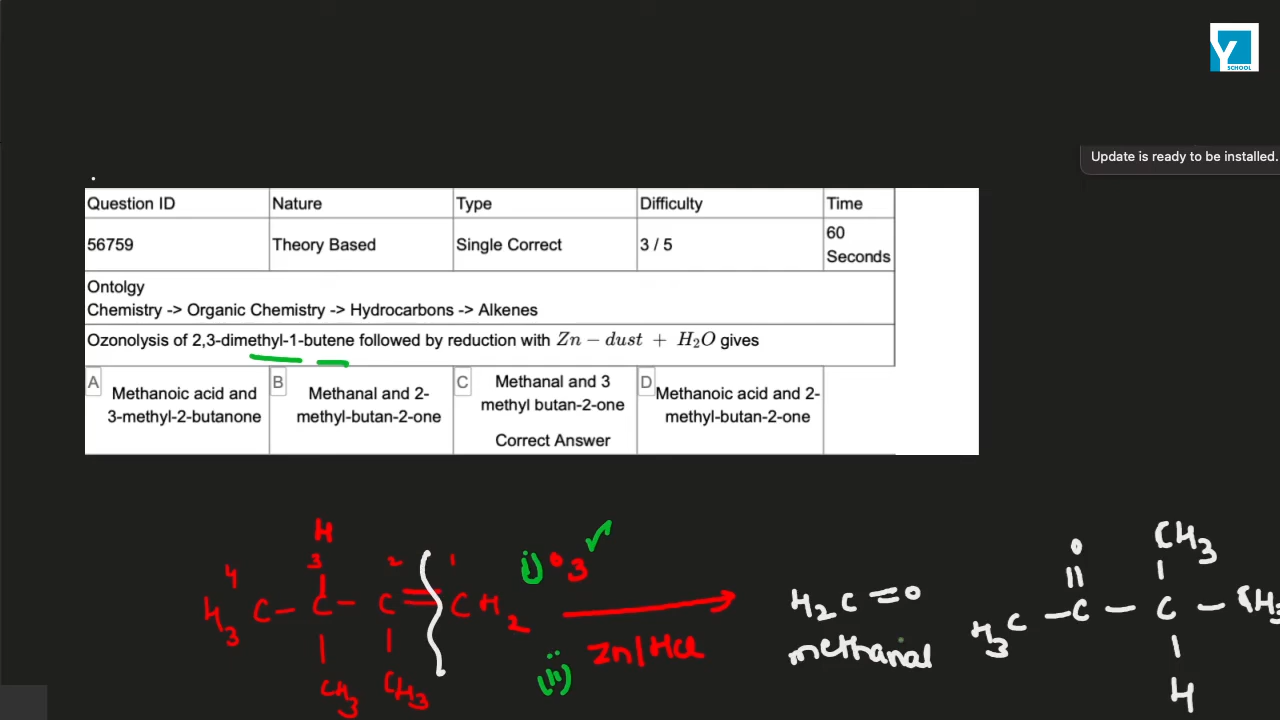 Y
SCHOOL
Update is ready to be installed.
Question ID Nature Type Difficulty Time
56759 Theory Based Single Correct 3 / 5 60 Seconds
Ontolgy
Chemistry -> Organic Chemistry -> Hydrocarbons -> Alkenes
Ozonolysis of 2,3-dimethyl-1-butene followed by reduction with Zn − dust + H₂O gives
A Methanoic acid and 3-methyl-2-butanone
B Methanal and 2-methyl-butan-2-one
C Methanal and 3 methyl butan-2-one
Correct Answer
D Methanoic acid and 2-methyl-butan-2-one
H
4 3 2 1
H₃C - C - C = CH₂
CH₃ CH₃
i) O3 ✓
ii) Zn/HCl
H₂C=O
methanal
O CH₃
H₃C - C - C - CH3
H